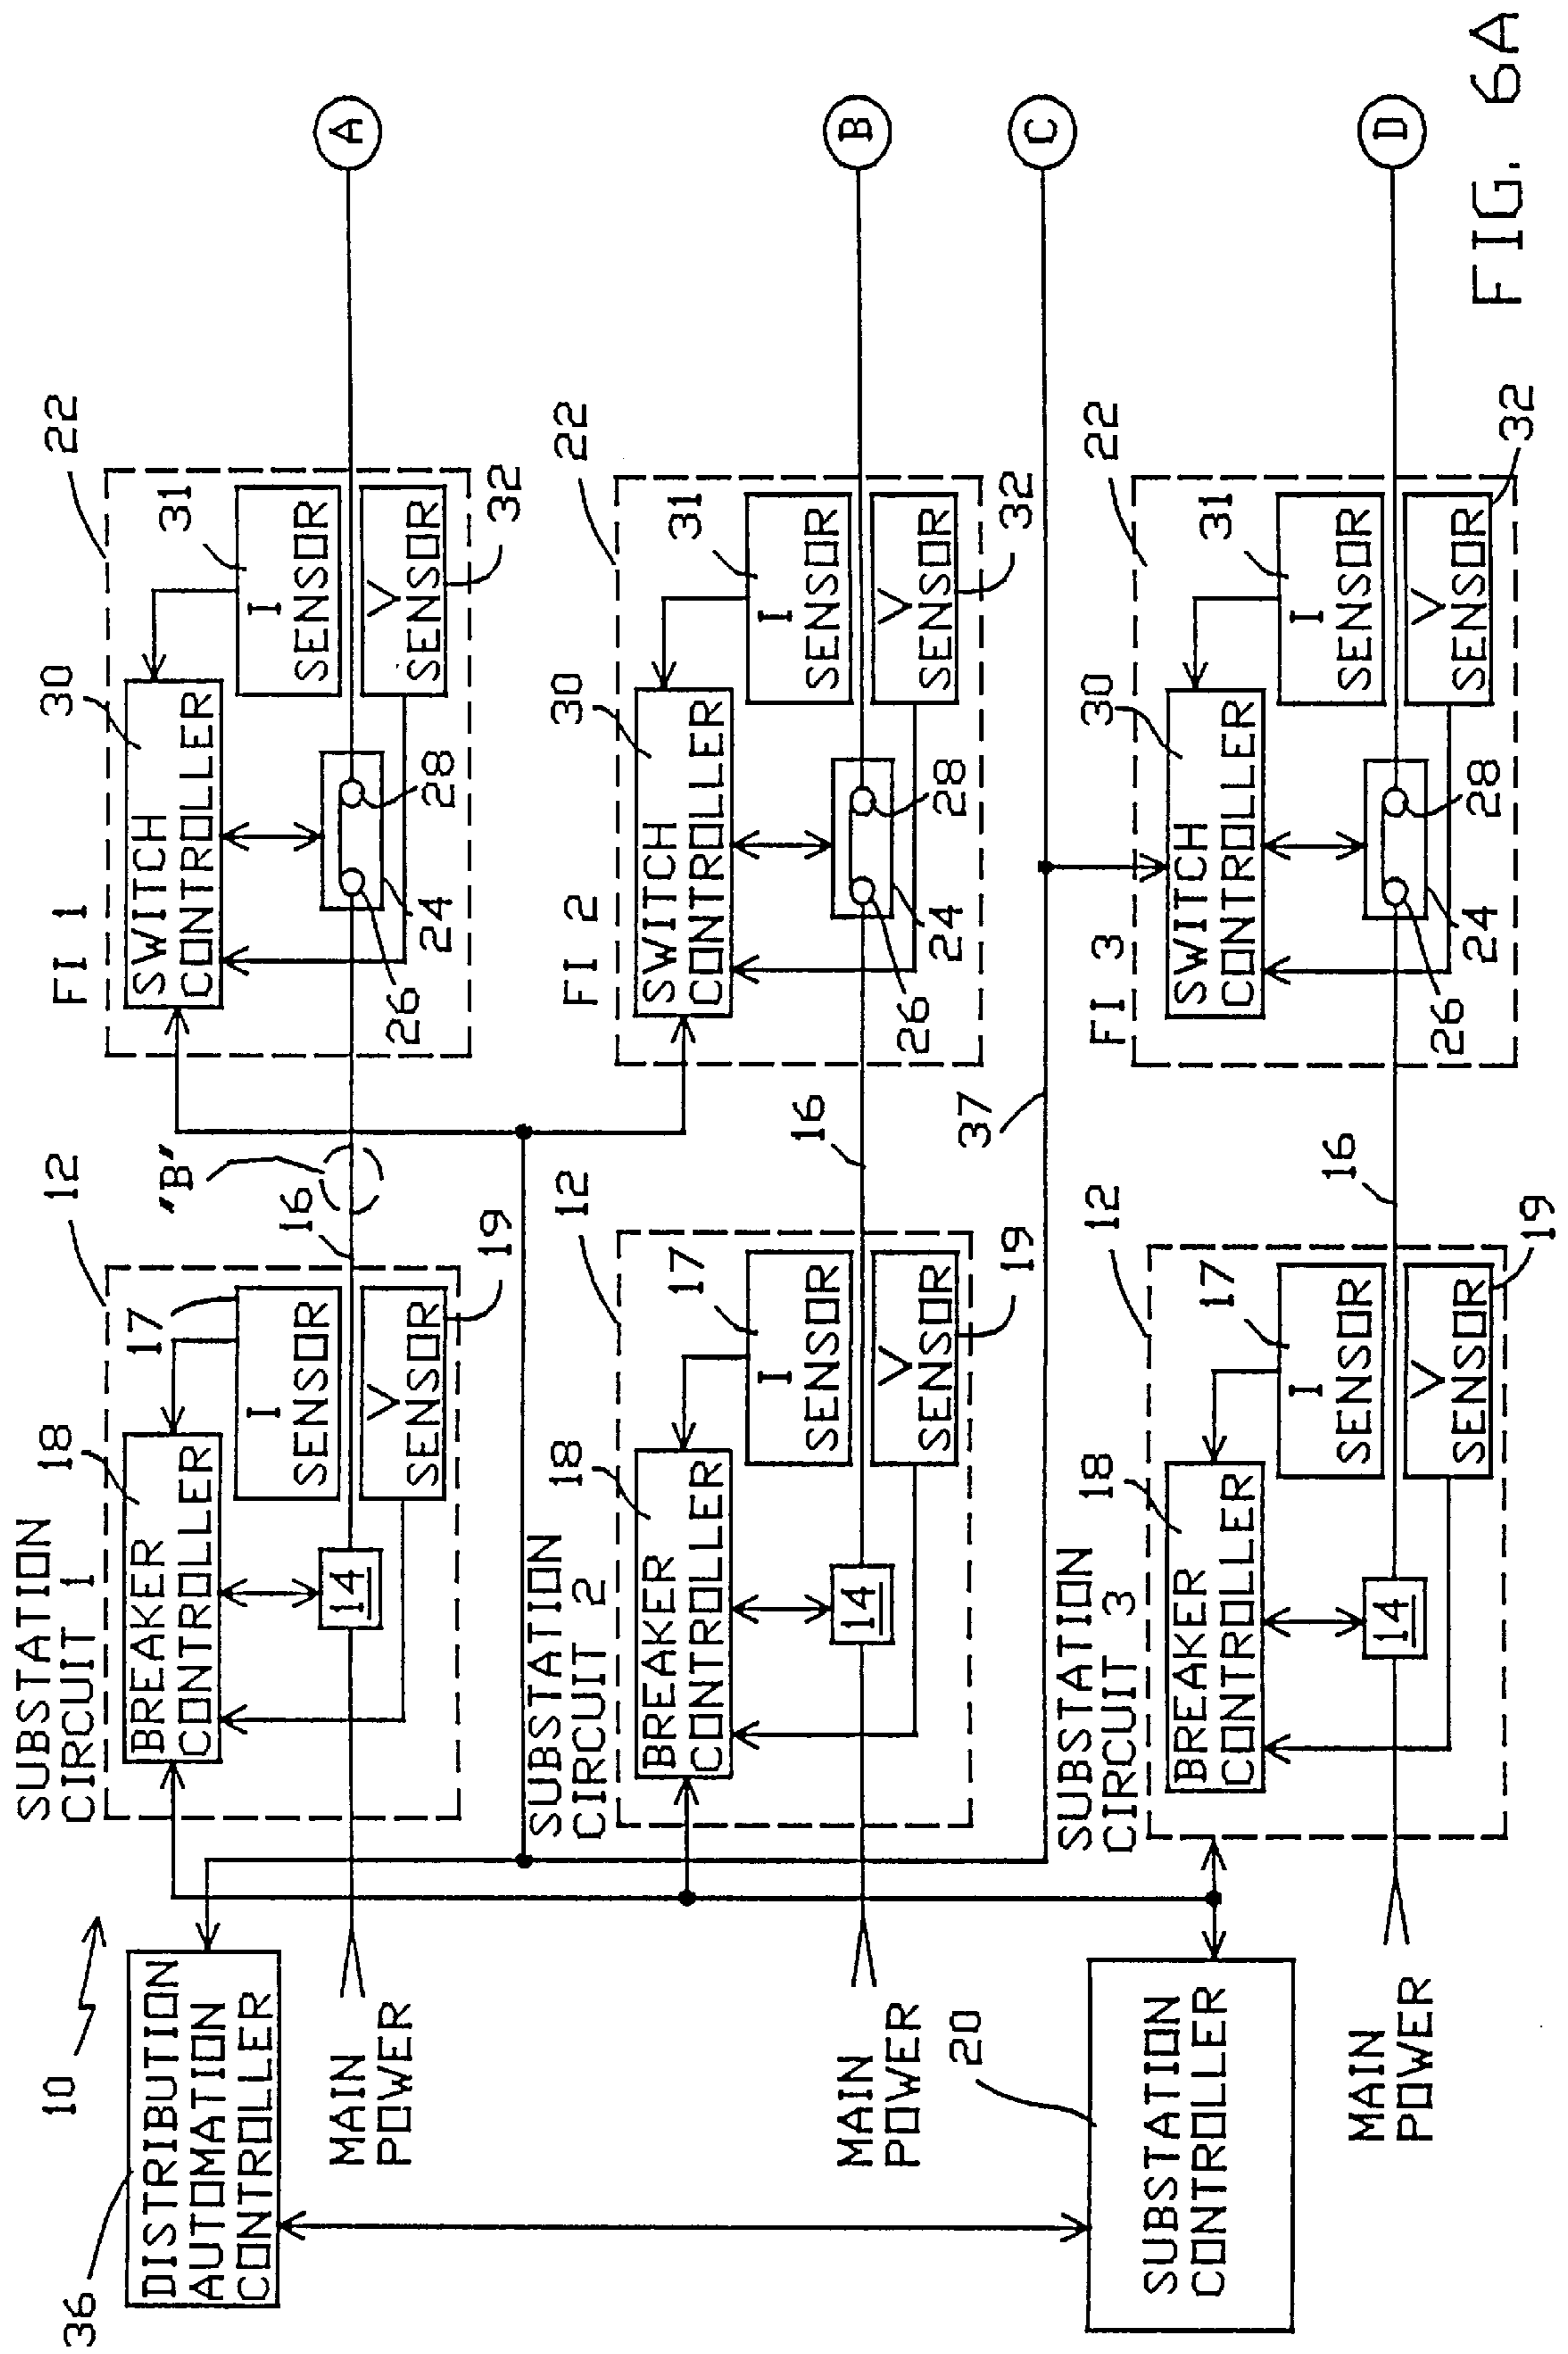 10
36
DISTRIBUTION
AUTOMATION
CONTROLLER
MAIN
POWER
SUBSTATION
CIRCUIT 1
12
18
BREAKER
CONTROLLER
17
I
SENSOR
V
SENSOR
19
14
16
"B"
FI 1
22
30
SWITCH
CONTROLLER
31
I
SENSOR
V
SENSOR
32
26
24
28
A
MAIN
POWER
SUBSTATION
CIRCUIT 2
12
18
BREAKER
CONTROLLER
17
I
SENSOR
V
SENSOR
19
14
16
FI 2
22
30
SWITCH
CONTROLLER
31
I
SENSOR
V
SENSOR
32
26
24
28
B
37
C
20
SUBSTATION
CONTROLLER
MAIN
POWER
SUBSTATION
CIRCUIT 3
12
18
BREAKER
CONTROLLER
17
I
SENSOR
V
SENSOR
19
14
16
FI 3
22
30
SWITCH
CONTROLLER
31
I
SENSOR
V
SENSOR
32
26
24
28
D
FIG. 6A